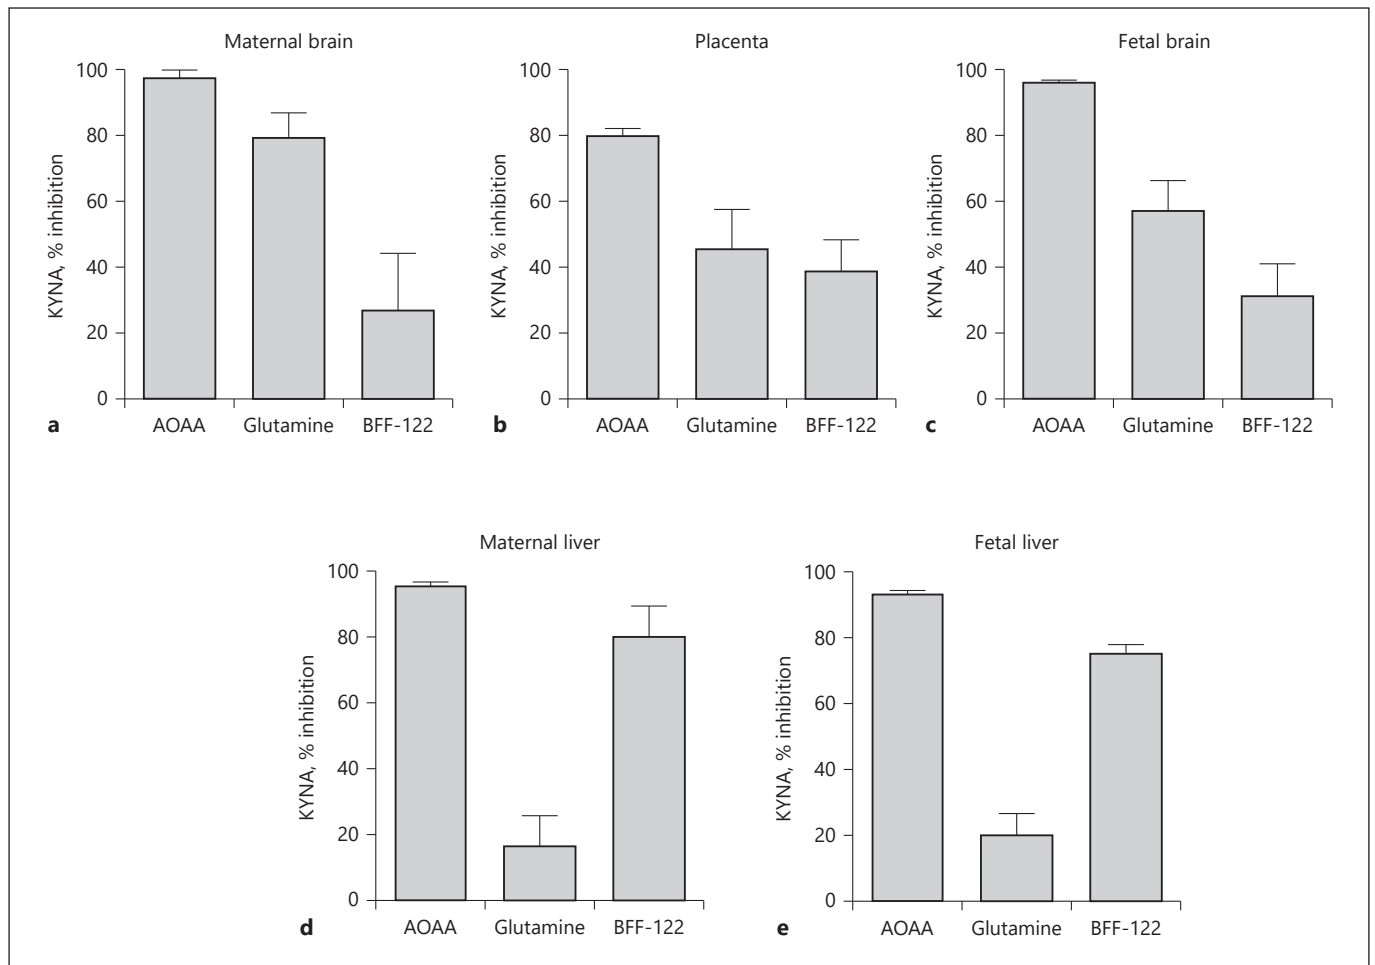 Maternal brain
100
80
60
40
20
0
KYNA, % inhibition
AOAA Glutamine BFF-122
a
Placenta
100
80
60
40
20
0
KYNA, % inhibition
AOAA Glutamine BFF-122
b
Fetal brain
100
80
60
40
20
0
KYNA, % inhibition
AOAA Glutamine BFF-122
c
Maternal liver
100
80
60
40
20
0
KYNA, % inhibition
AOAA Glutamine BFF-122
d
Fetal liver
100
80
60
40
20
0
KYNA, % inhibition
AOAA Glutamine BFF-122
e